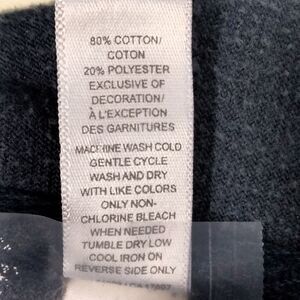 80% COTTON/
COTON
20% POLYESTER
EXCLUSIVE OF
DECORATION/
À L'EXCEPTION
DES GARNITURES
MACHINE WASH COLD
GENTLE CYCLE
WASH AND DRY
WITH LIKE COLORS
ONLY NON-
CHLORINE BLEACH
WHEN NEEDED
TUMBLE DRY LOW
COOL IRON ON
REVERSE SIDE ONLY